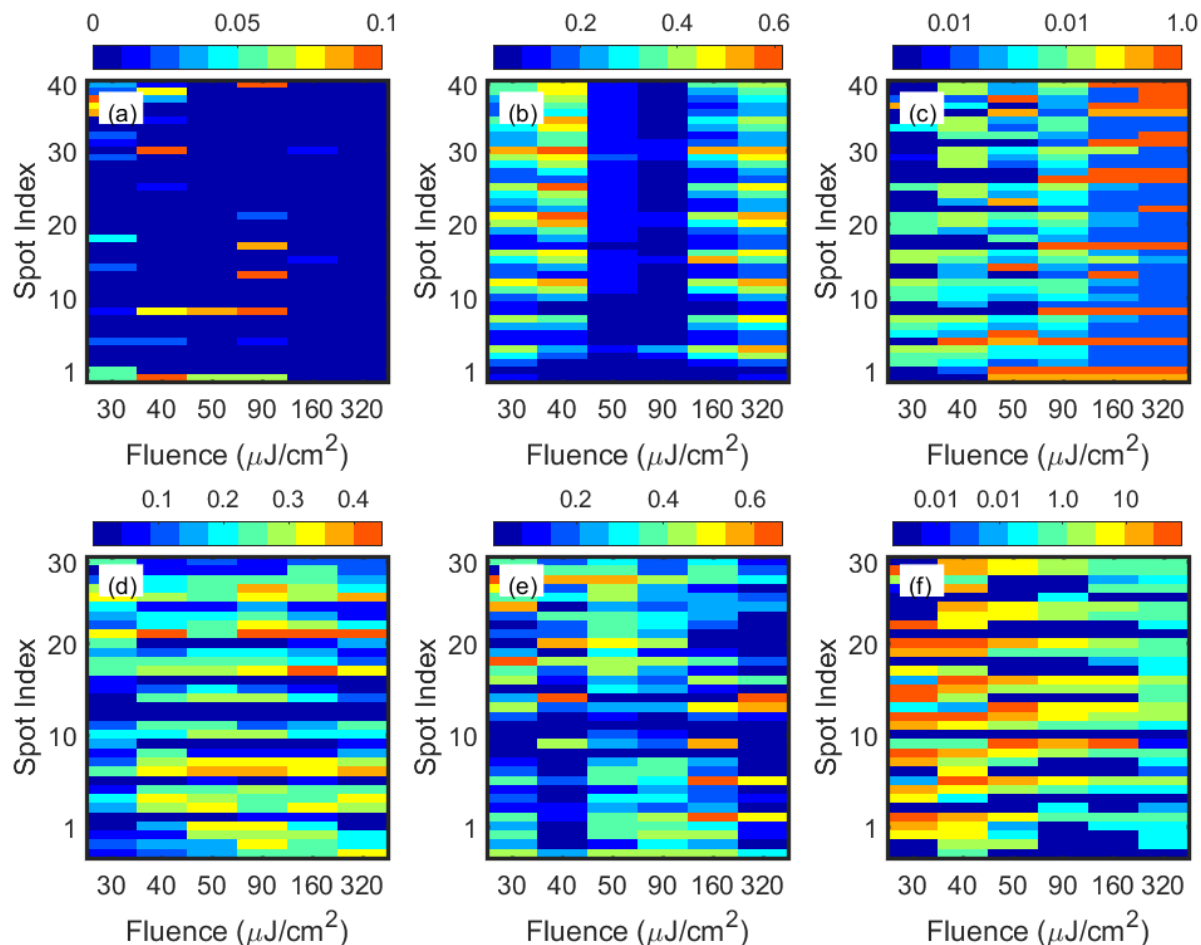 0 0.05 0.1
0.2 0.4 0.6
0.01 0.01 1.0
(a)
(b)
(c)
40
30
20
10
1
Spot Index
40
30
20
10
1
Spot Index
40
30
20
10
1
Spot Index
30 40 50 90 160 320
30 40 50 90 160 320
30 40 50 90 160 320
Fluence (μJ/cm²)
Fluence (μJ/cm²)
Fluence (μJ/cm²)
0.1 0.2 0.3 0.4
0.2 0.4 0.6
0.01 0.01 1.0 10
(d)
(e)
(f)
30
20
10
1
Spot Index
30
20
10
1
Spot Index
30
20
10
1
Spot Index
30 40 50 90 160 320
30 40 50 90 160 320
30 40 50 90 160 320
Fluence (μJ/cm²)
Fluence (μJ/cm²)
Fluence (μJ/cm²)